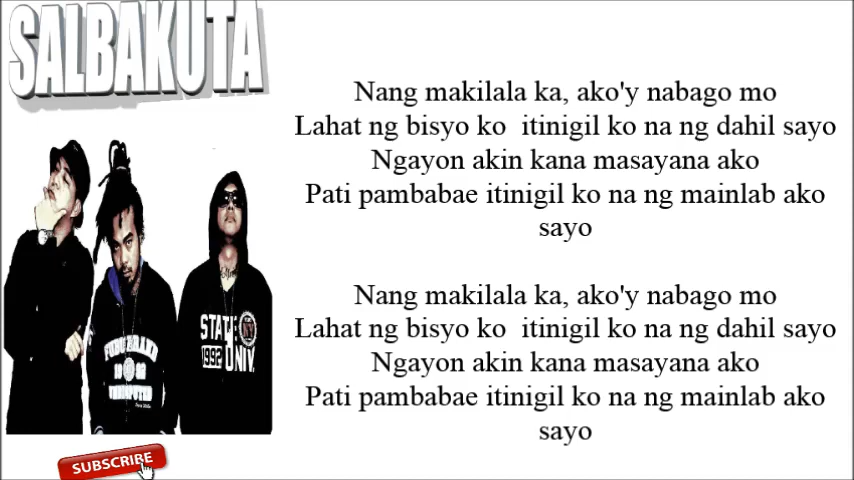 SALBAKUTA
Nang makilala ka, ako'y nabago mo
Lahat ng bisyo ko  itinigil ko na ng dahil sayo
Ngayon akin kana masayana ako
Pati pambabae itinigil ko na ng mainlab ako
sayo
Nang makilala ka, ako'y nabago mo
Lahat ng bisyo ko  itinigil ko na ng dahil sayo
Ngayon akin kana masayana ako
Pati pambabae itinigil ko na ng mainlab ako
sayo
STATE
1992 UNIV.
SUBSCRIBE